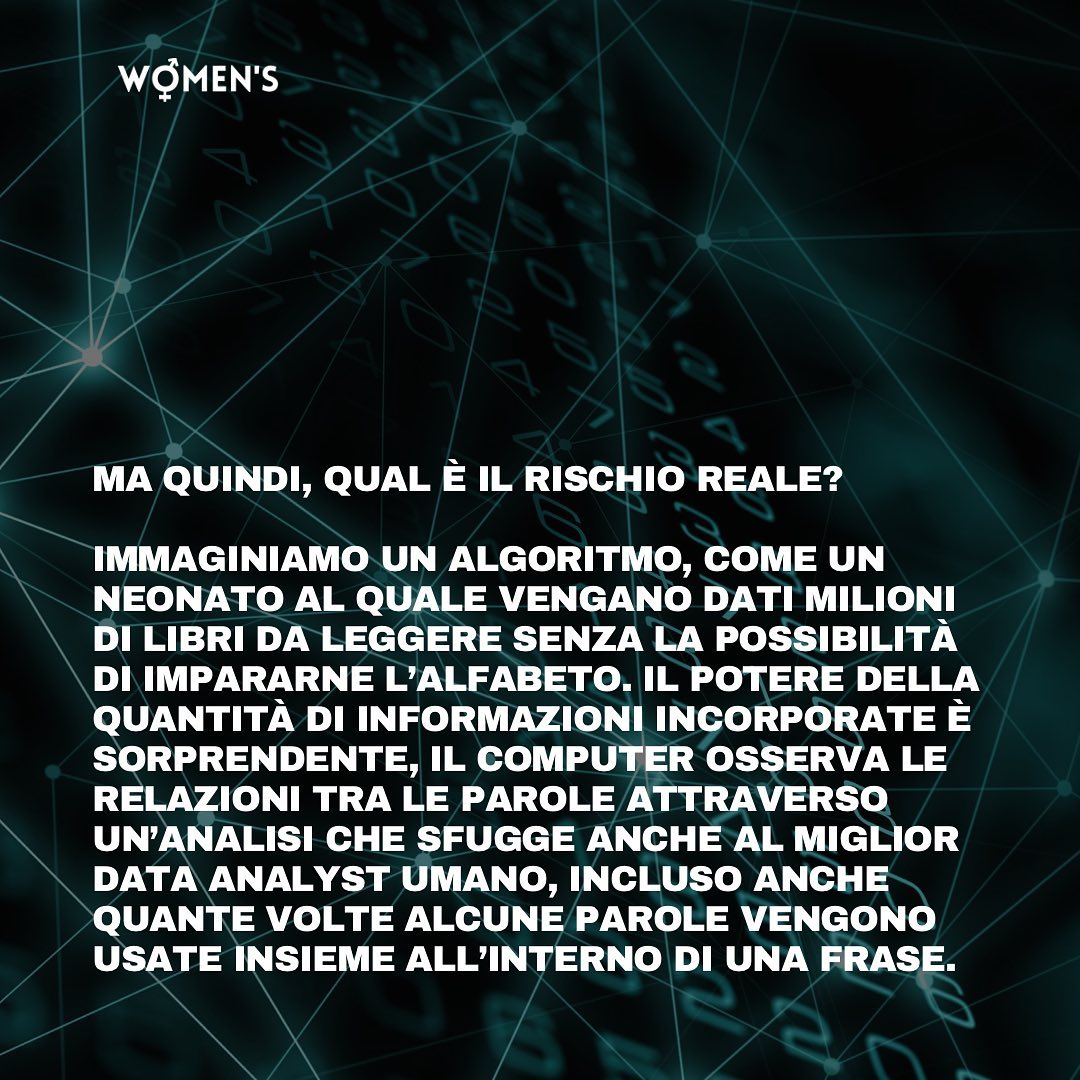 WOMEN'S
MA QUINDI, QUAL È IL RISCHIO REALE?
IMMAGINIAMO UN ALGORITMO, COME UN
NEONATO AL QUALE VENGANO DATI MILIONI
DI LIBRI DA LEGGERE SENZA LA POSSIBILITÀ
DI IMPARARNE L’ALFABETO. IL POTERE DELLA
QUANTITÀ DI INFORMAZIONI INCORPORATE È
SORPRENDENTE, IL COMPUTER OSSERVA LE
RELAZIONI TRA LE PAROLE ATTRAVERSO
UN’ANALISI CHE SFUGGE ANCHE AL MIGLIOR
DATA ANALYST UMANO, INCLUSO ANCHE
QUANTE VOLTE ALCUNE PAROLE VENGONO
USATE INSIEME ALL’INTERNO DI UNA FRASE.